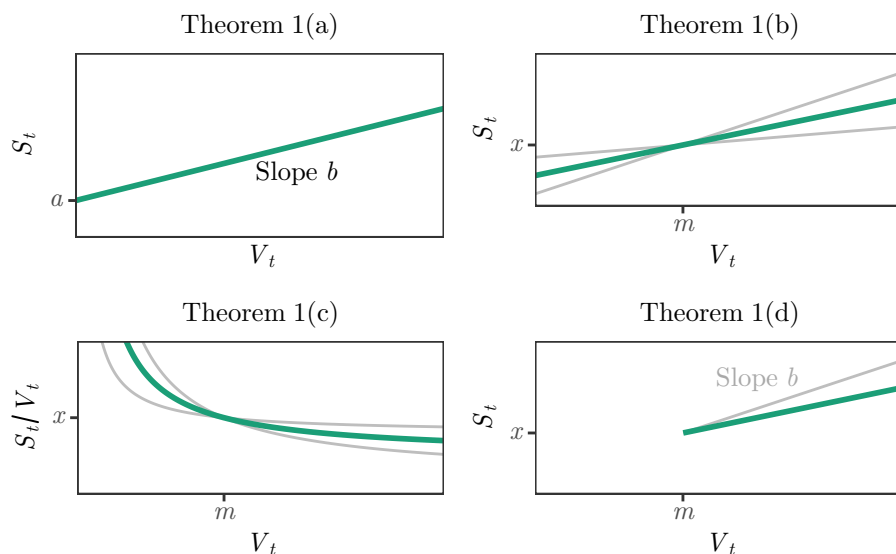 Theorem 1(a)
S_t
a
Slope b
V_t
Theorem 1(b)
S_t
x
m
V_t
Theorem 1(c)
S_t/V_t
x
m
V_t
Theorem 1(d)
S_t
Slope b
x
m
V_t